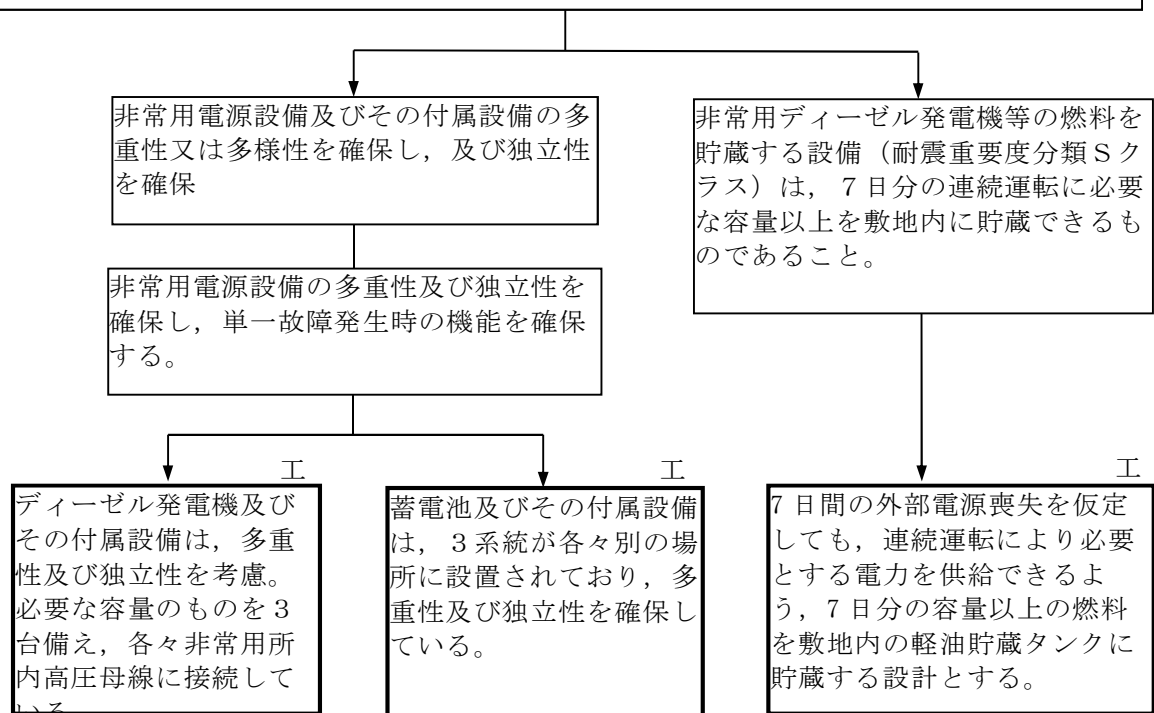 非常用電源設備及びその付属設備の多
重性又は多様性を確保し，及び独立性
を確保
非常用ディーゼル発電機等の燃料を
貯蔵する設備（耐震重要度分類Ｓク
ラス）は，７日分の連続運転に必要
な容量以上を敷地内に貯蔵できるも
のであること。
非常用電源設備の多重性及び独立性を
確保し，単一故障発生時の機能を確保
する。
工
ディーゼル発電機及び
その付属設備は，多重
性及び独立性を考慮。
必要な容量のものを３
台備え，各々非常用所
内高圧母線に接続して
いる
工
蓄電池及びその付属設備
は，３系統が各々別の場
所に設置されており，多
重性及び独立性を確保し
ている。
工
7 日間の外部電源喪失を仮定
しても，連続運転により必要
とする電力を供給できるよ
う，７日分の容量以上の燃料
を敷地内の軽油貯蔵タンクに
貯蔵する設計とする。